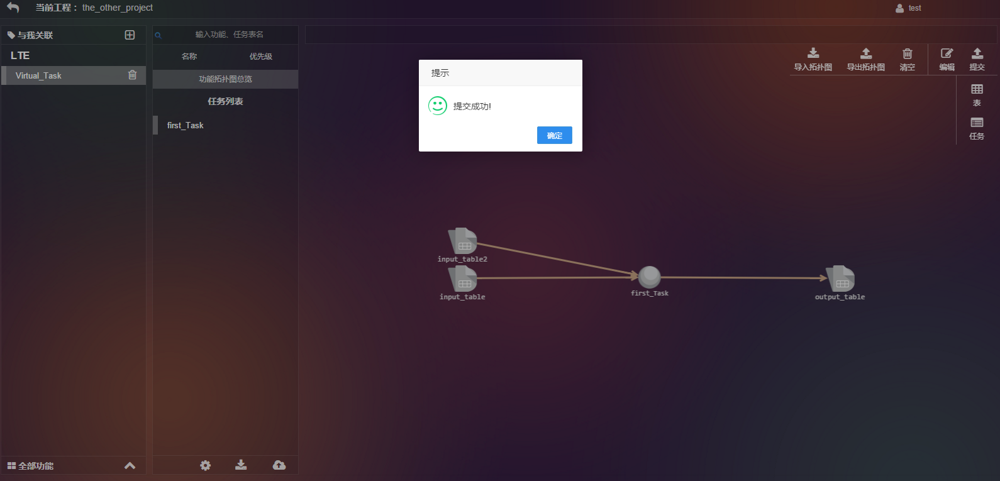 当前工程： the_other_project
test
与我关联
LTE
Virtual_Task
全部功能
输入功能、任务表名
名称 优先级
功能拓扑图总览
任务列表
first_Task
导入拓扑图 导出拓扑图 清空 编辑 提交
表
任务
提示
提交成功!
确定
input_table2
input_table
first_Task
output_table